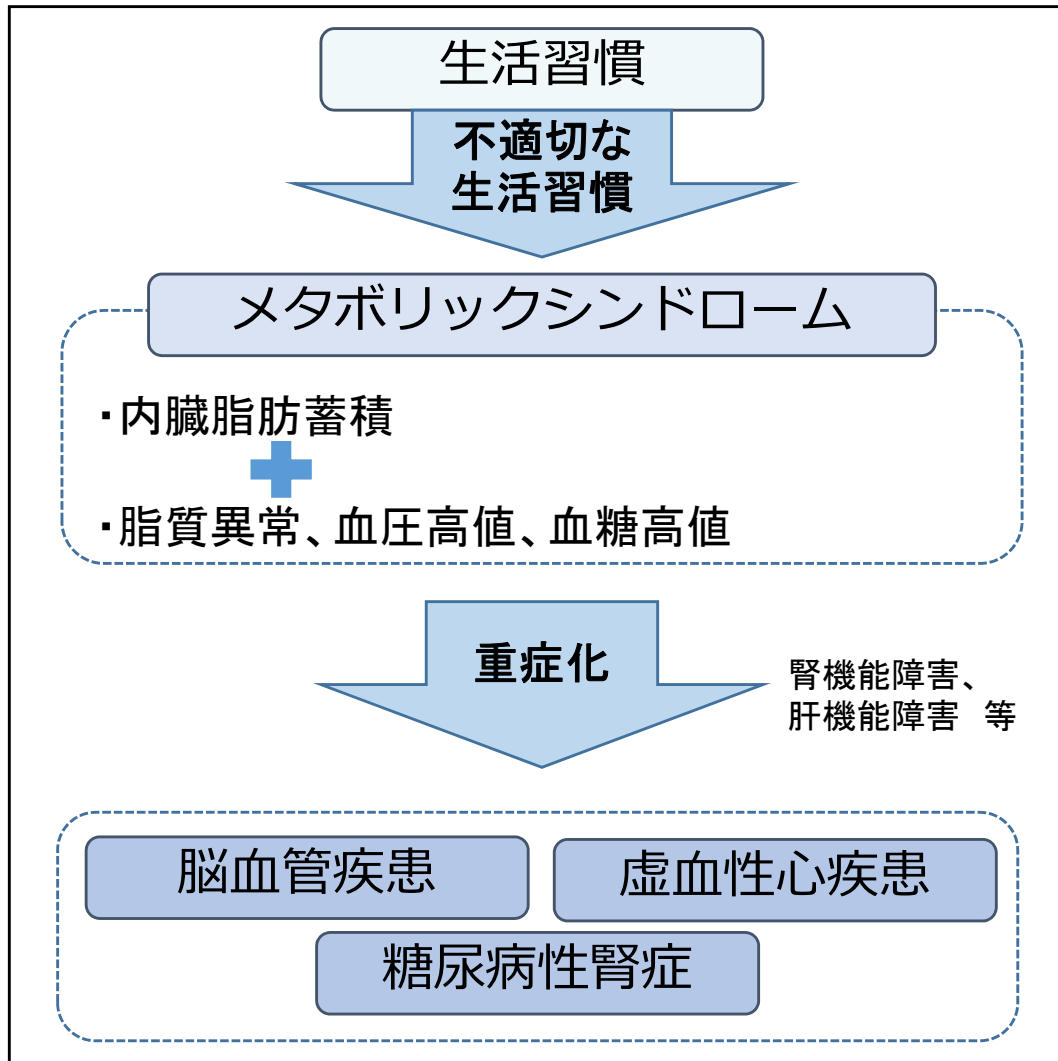 生活習慣
不適切な
生活習慣
メタボリックシンドローム
・内臓脂肪蓄積
・脂質異常、血圧高値、血糖高値
重症化
腎機能障害、
肝機能障害　等
脳血管疾患
虚血性心疾患
糖尿病性腎症